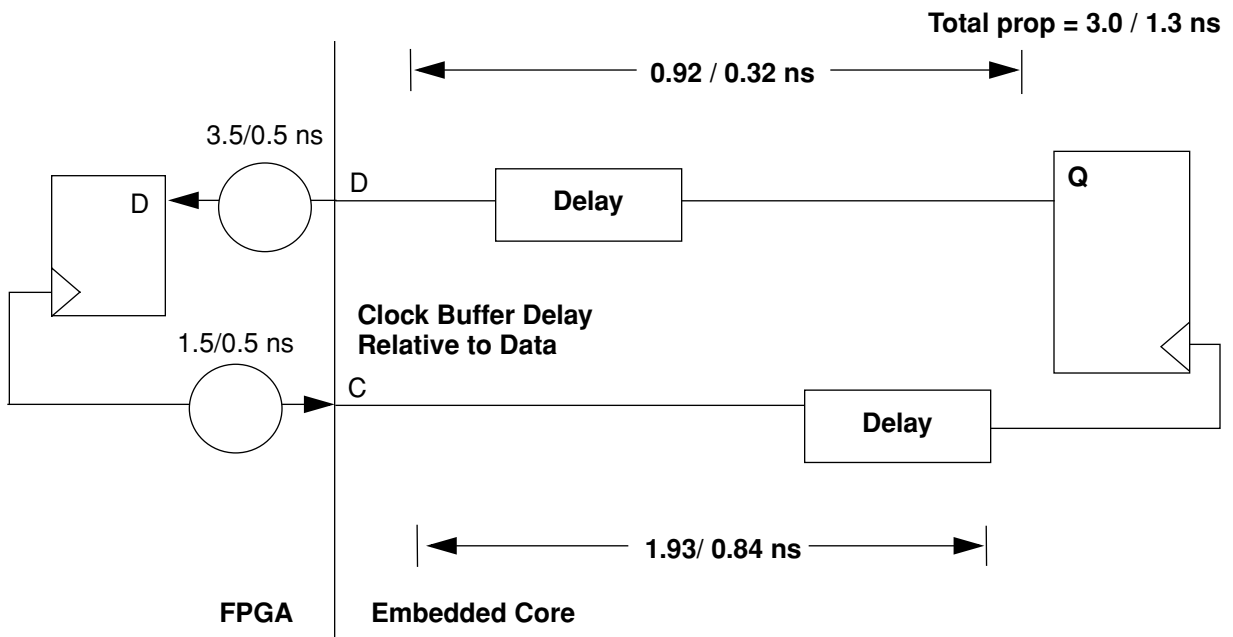 Total prop = 3.0 / 1.3 ns
0.92 / 0.32 ns
3.5/0.5 ns
D
D
Delay
Q
Clock Buffer Delay
Relative to Data
1.5/0.5 ns
C
Delay
1.93/ 0.84 ns
FPGA
Embedded Core